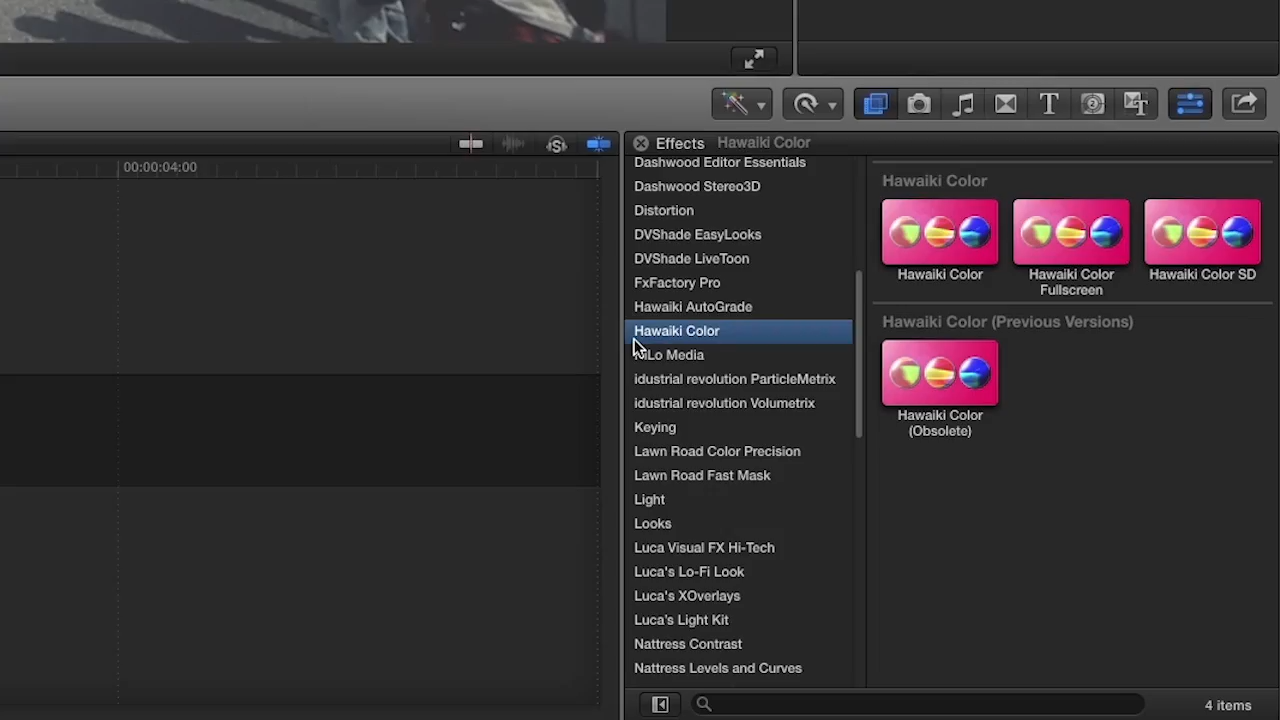 00:00:04:00
Effects Hawaiki Color
Dashwood Editor Essentials
Dashwood Stereo3D
Distortion
DVShade EasyLooks
DVShade LiveToon
FxFactory Pro
Hawaiki AutoGrade
Hawaiki Color
Lo Media
idustrial revolution ParticleMetrix
idustrial revolution Volumetrix
Keying
Lawn Road Color Precision
Lawn Road Fast Mask
Light
Looks
Luca Visual FX Hi-Tech
Luca's Lo-Fi Look
Luca's XOverlays
Luca's Light Kit
Nattress Contrast
Nattress Levels and Curves
Hawaiki Color
Hawaiki Color
Hawaiki Color
Fullscreen
Hawaiki Color SD
Hawaiki Color (Previous Versions)
Hawaiki Color
(Obsolete)
4 items